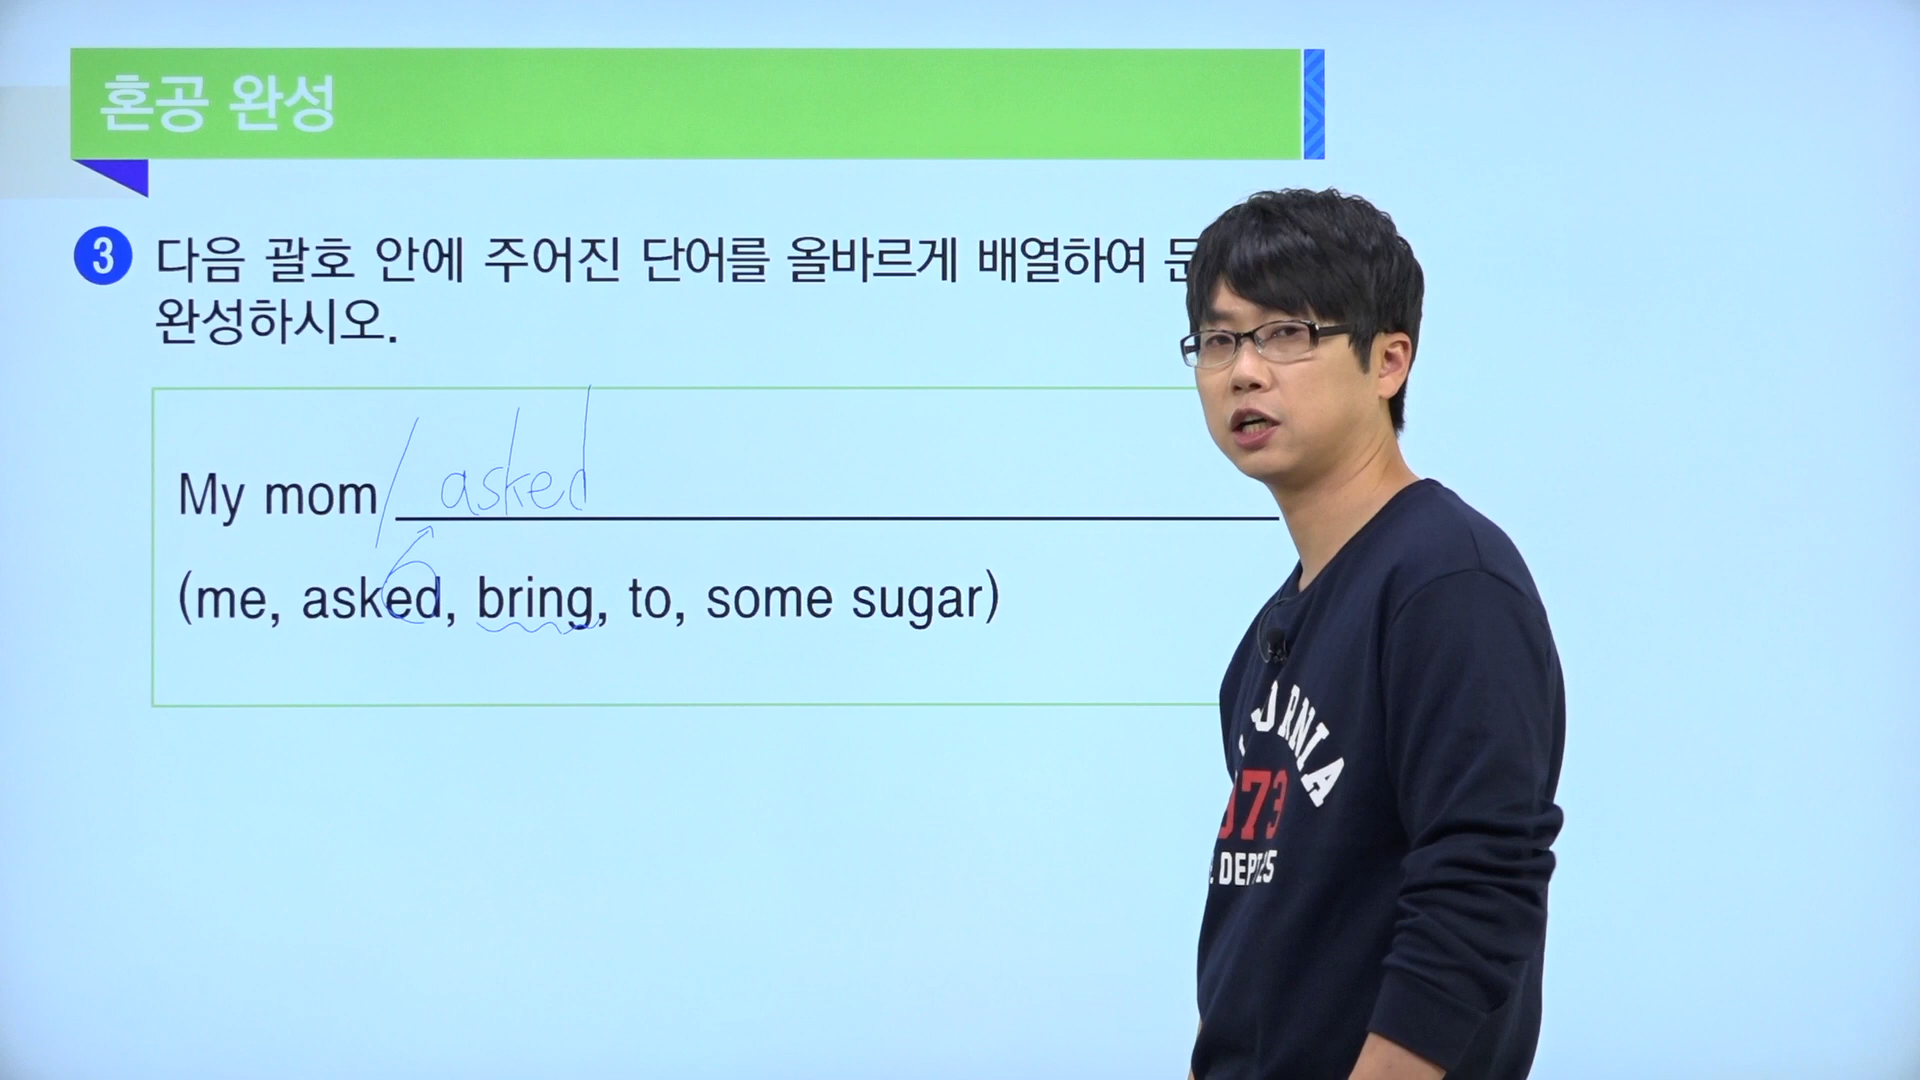 혼공 완성
3 다음 괄호 안에 주어진 단어를 올바르게 배열하여
완성하시오.
My mom / asked
(me, asked, bring, to, some sugar)
73
DEPT